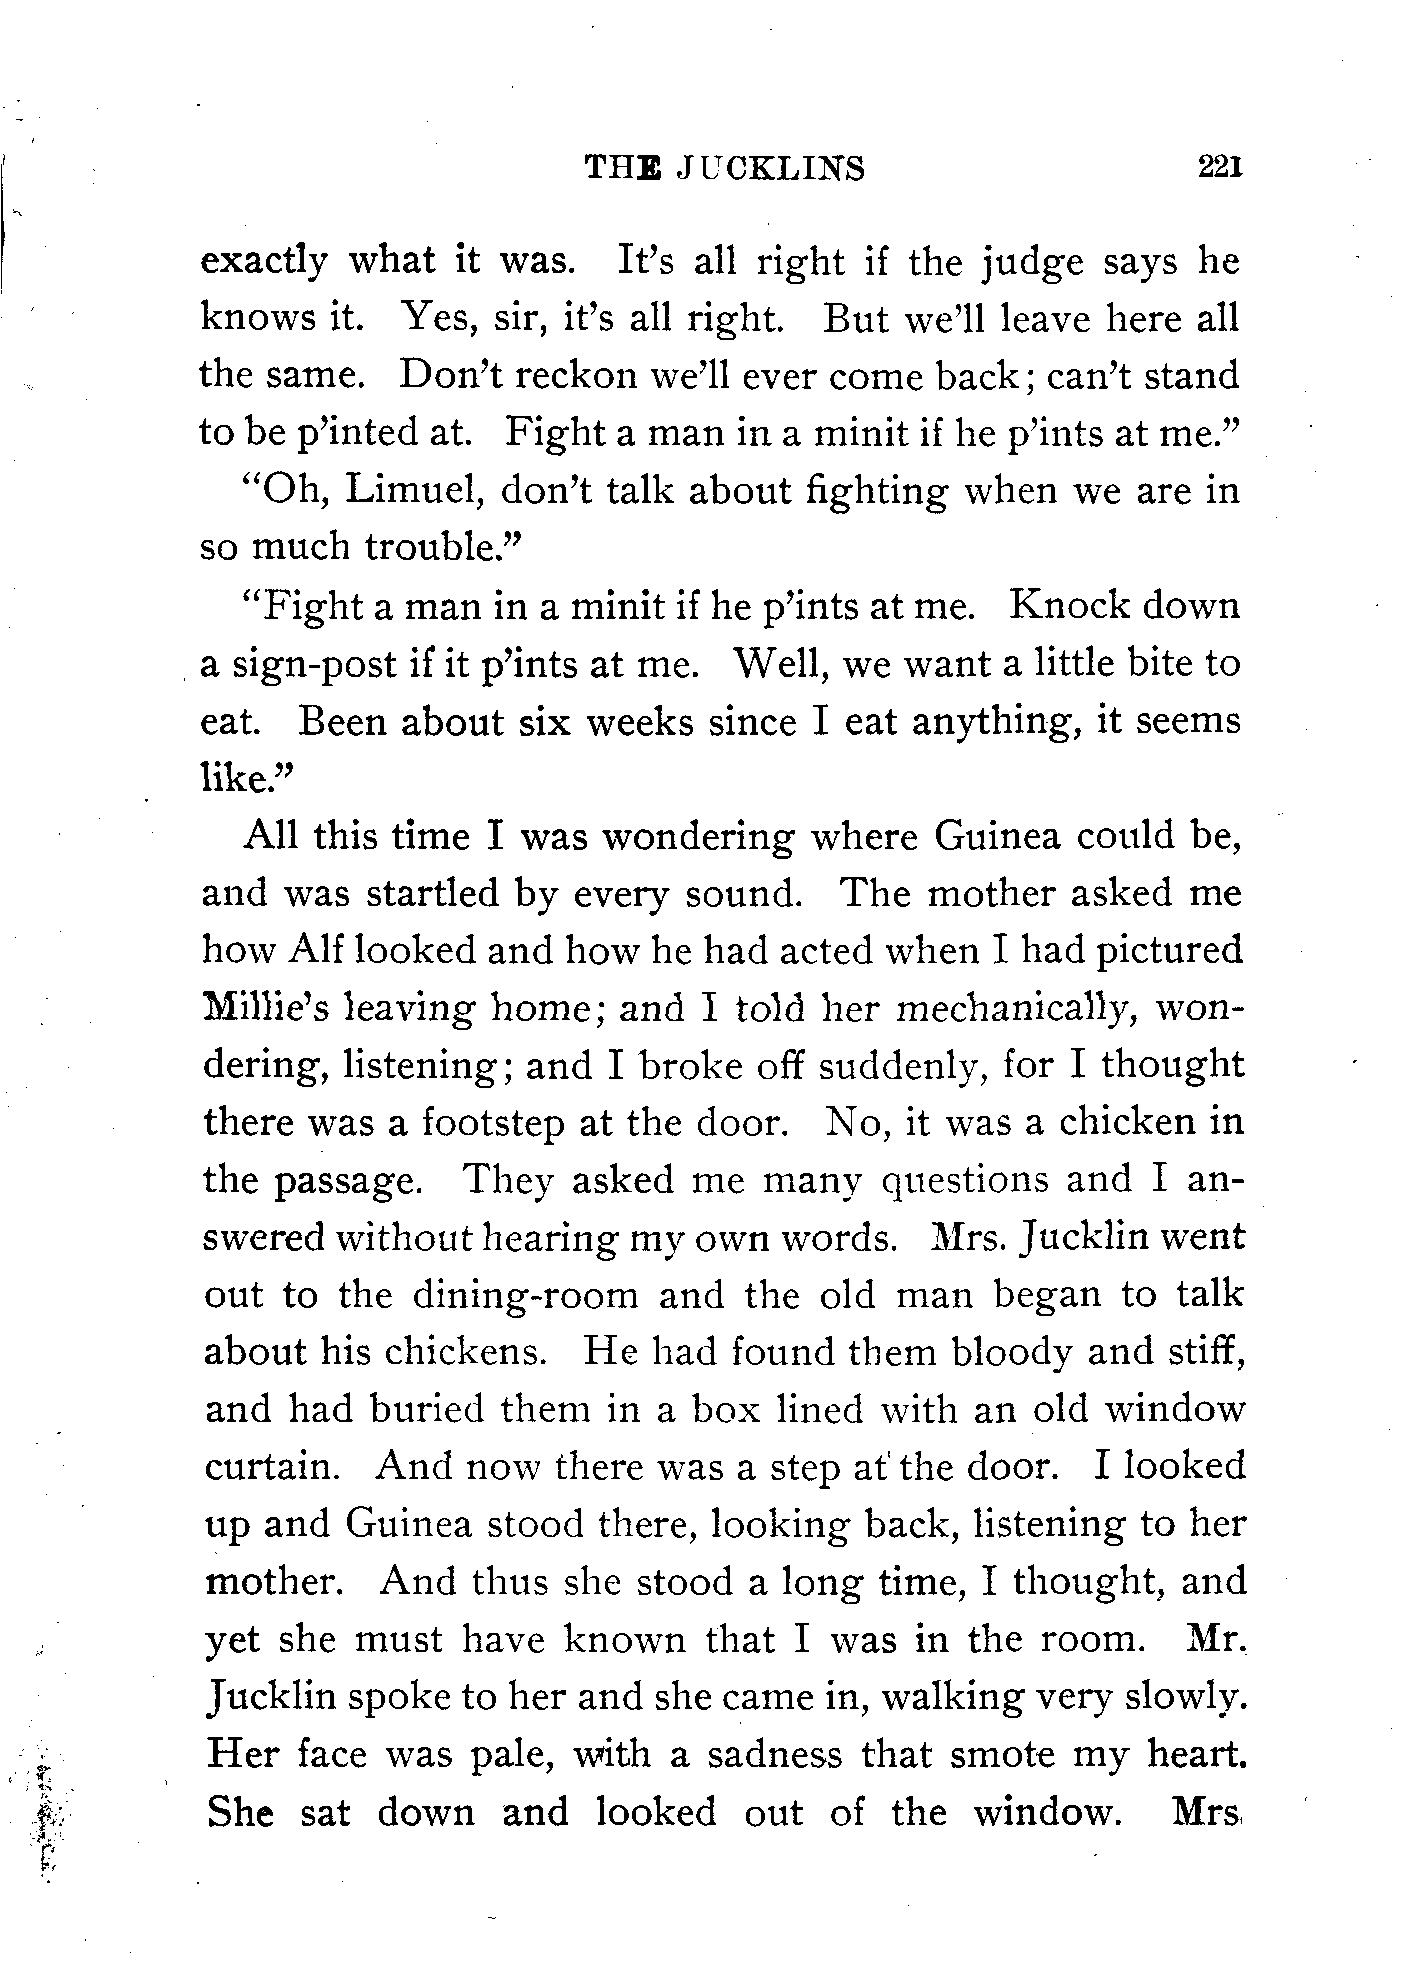 THE JUCKLINS 221
exactly what it was. It's all right if the judge says he
knows it. Yes, sir, it's all right. But we'll leave here all
the same. Don't reckon we'll ever come back; can't stand
to be p'inted at. Fight a man in a minit if he p'ints at me."
"Oh, Limuel, don't talk about fighting when we are in
so much trouble."
"Fight a man in a minit if he p'ints at me. Knock down
a sign-post if it p'ints at me. Well, we want a little bite to
eat. Been about six weeks since I eat anything, it seems
like."
All this time I was wondering where Guinea could be,
and was startled by every sound. The mother asked me
how Alf looked and how he had acted when I had pictured
Millie's leaving home; and I told her mechanically, won-
dering, listening; and I broke off suddenly, for I thought
there was a footstep at the door. No, it was a chicken in
the passage. They asked me many questions and I an-
swered without hearing my own words. Mrs. Jucklin went
out to the dining-room and the old man began to talk
about his chickens. He had found them bloody and stiff,
and had buried them in a box lined with an old window
curtain. And now there was a step at the door. I looked
up and Guinea stood there, looking back, listening to her
mother. And thus she stood a long time, I thought, and
yet she must have known that I was in the room. Mr.
Jucklin spoke to her and she came in, walking very slowly.
Her face was pale, with a sadness that smote my heart.
She sat down and looked out of the window. Mrs.